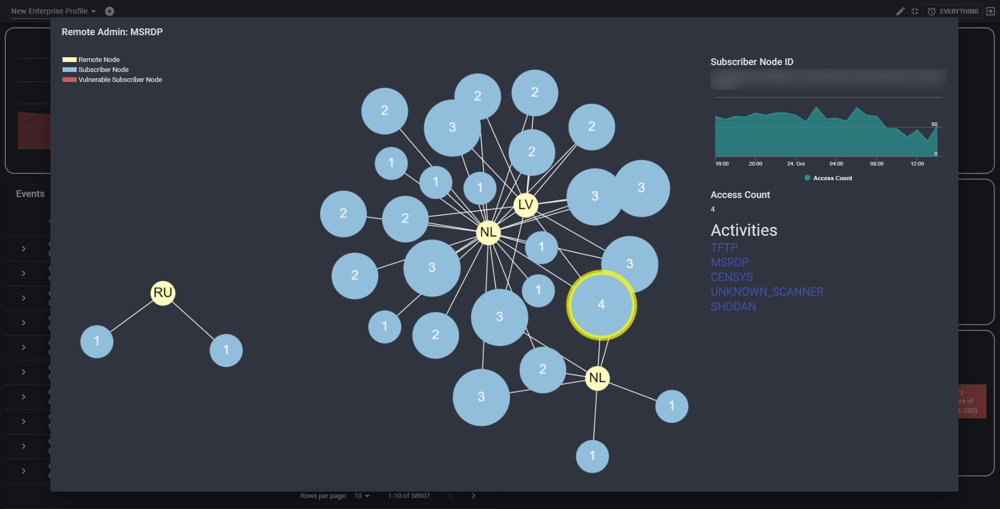 New Enterprise Profile
EVERYTHING
Remote Admin: MSRDP
Remote Node
Subscriber Node
Vulnerable Subscriber Node
2
2
2
3
2
2
1
1
1
3
3
LV
2
2
NL
1
3
2
3
1
4
RU
1
1
1
2
3
2
NL
3
1
1
Subscriber Node ID
50
0
16:00 20:00 24. Oct 04:00 08:00 12:00
Access Count
Access Count
4
Activities
TFTP
MSRDP
CENSYS
UNKNOWN_SCANNER
SHODAN
Events
ry
ure of
E-200)
Rows per page: 10 1-10 of 58907